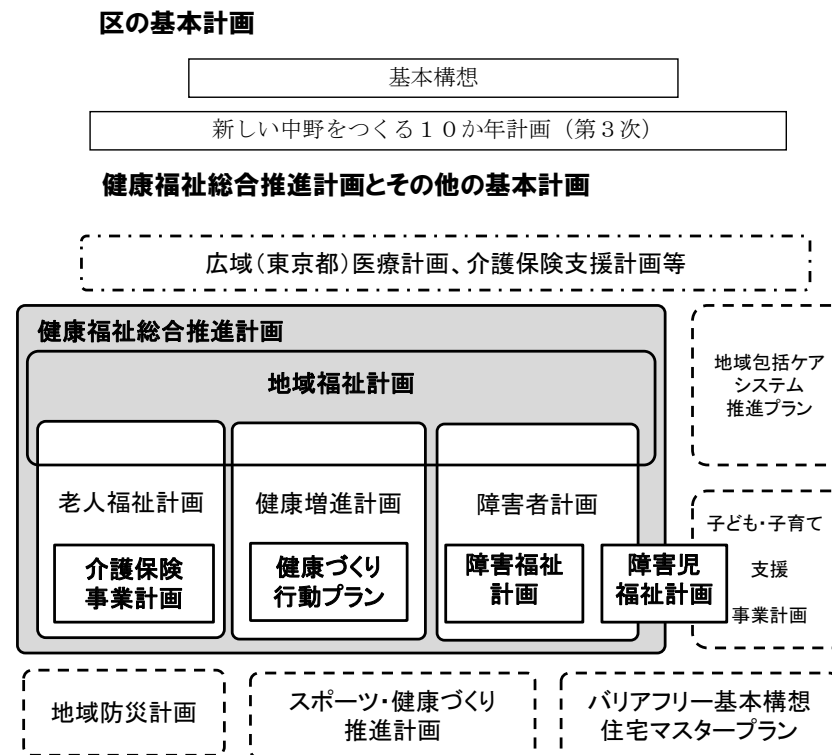 区の基本計画
基本構想
新しい中野をつくる１０か年計画（第３次）
健康福祉総合推進計画とその他の基本計画
広域（東京都）医療計画、介護保険支援計画等
健康福祉総合推進計画
地域福祉計画
地域包括ケア
システム
推進プラン
老人福祉計画
健康増進計画
障害者計画
介護保険
事業計画
健康づくり
行動プラン
障害福祉
計画
障害児
福祉計画
子ども・子育て
支援
事業計画
地域防災計画
スポーツ・健康づくり
推進計画
バリアフリー基本構想
住宅マスタープラン